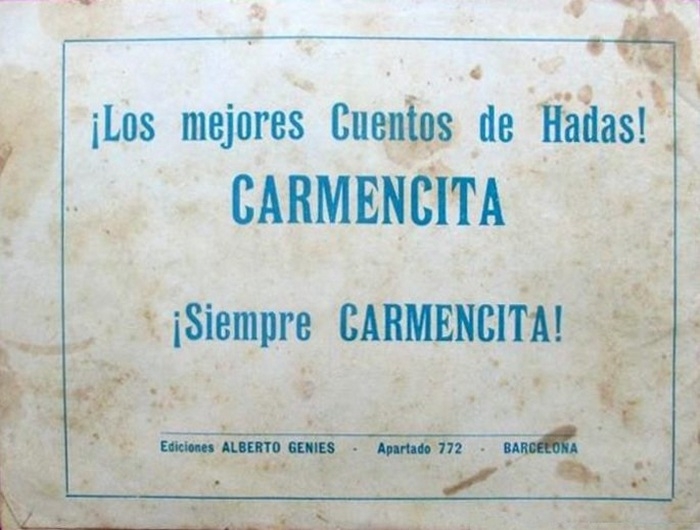 ¡Los mejores Cuentos de Hadas!
CARMENCITA
¡Siempre CARMENCITA!
Ediciones ALBERTO GENIES - Apartado 772 - BARCELONA